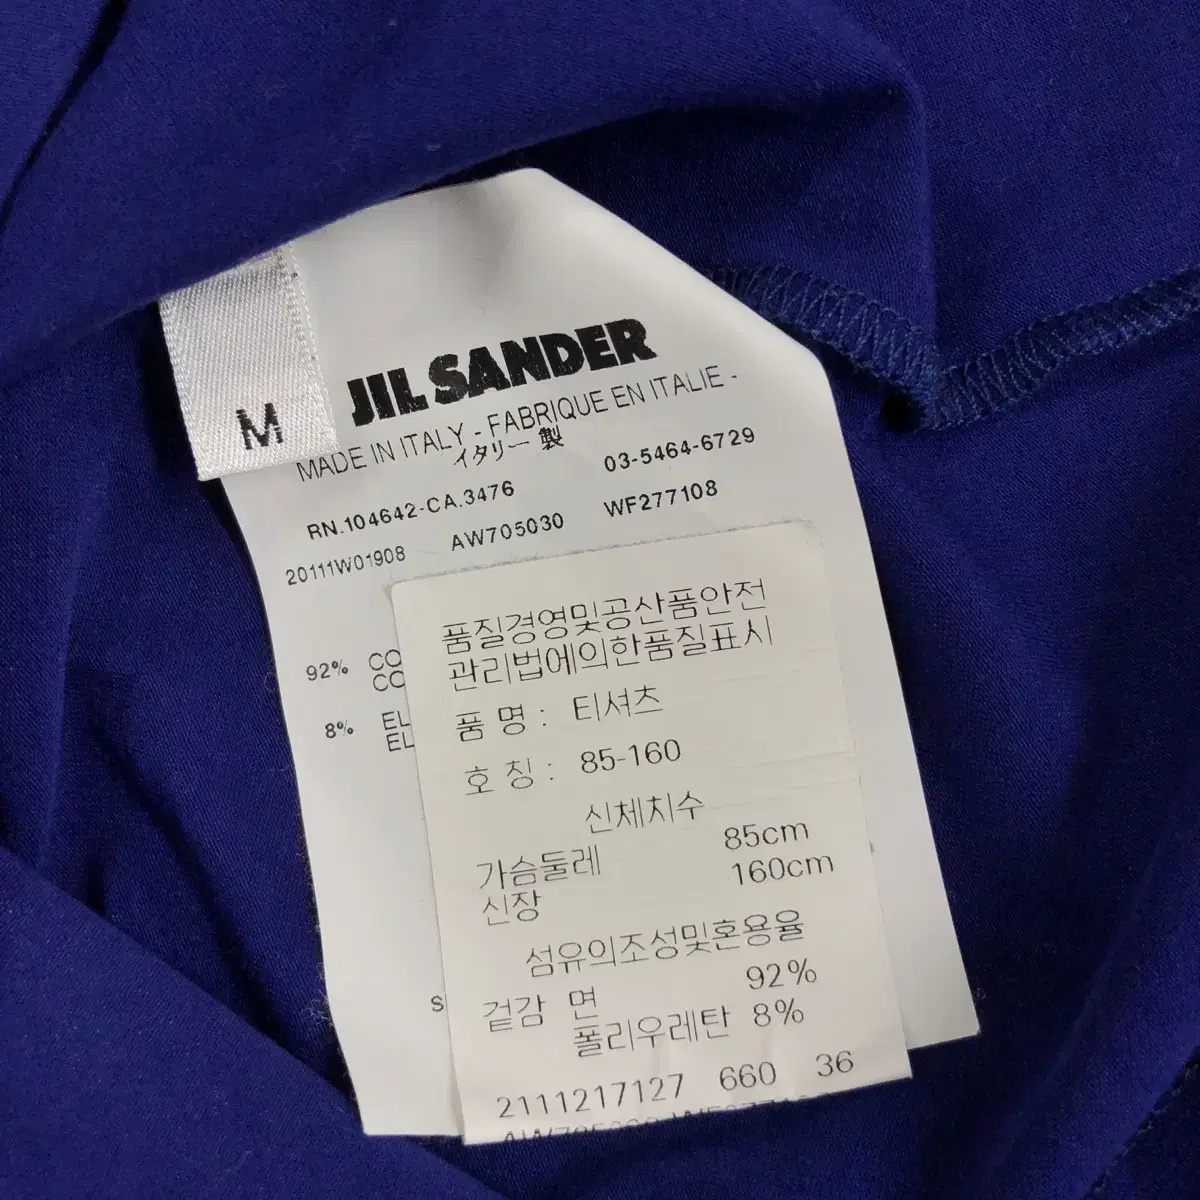 M
JIL SANDER
MADE IN ITALY - FABRIQUE EN ITALIE -
イタリー 製
03-5464-6729
RN.104642-CA.3476
20111W01908 AW705030 WF277108
92% CO
CO
8% EL
EL
S
품질경영및공산품안전
관리법에의한품질표시
품 명 : 티셔츠
호 칭 : 85-160
신체치수
가슴둘레 85cm
신장 160cm
섬유의조성및혼용율
겉감 면 92%
폴리우레탄 8%
2111217127 660 36